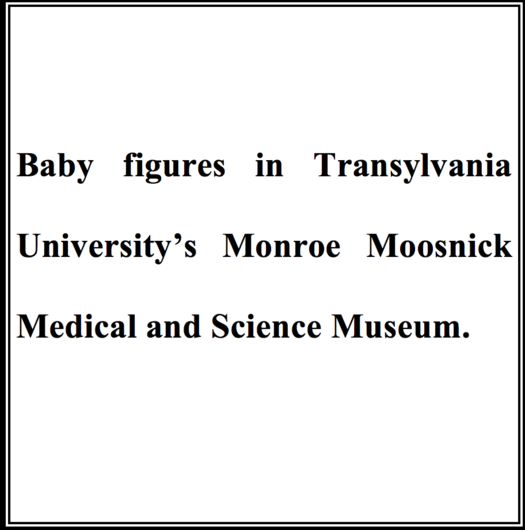 Baby figures in Transylvania
University’s Monroe Moosnick
Medical and Science Museum.